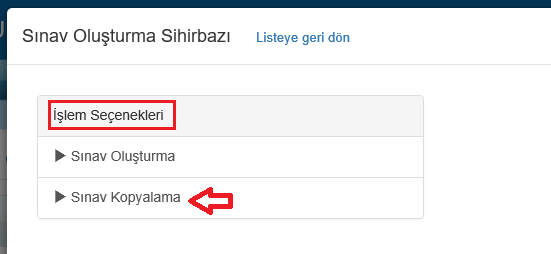 Sınav Oluşturma Sihirbazı Listeye geri dön
İşlem Seçenekleri
Sınav Oluşturma
Sınav Kopyalama